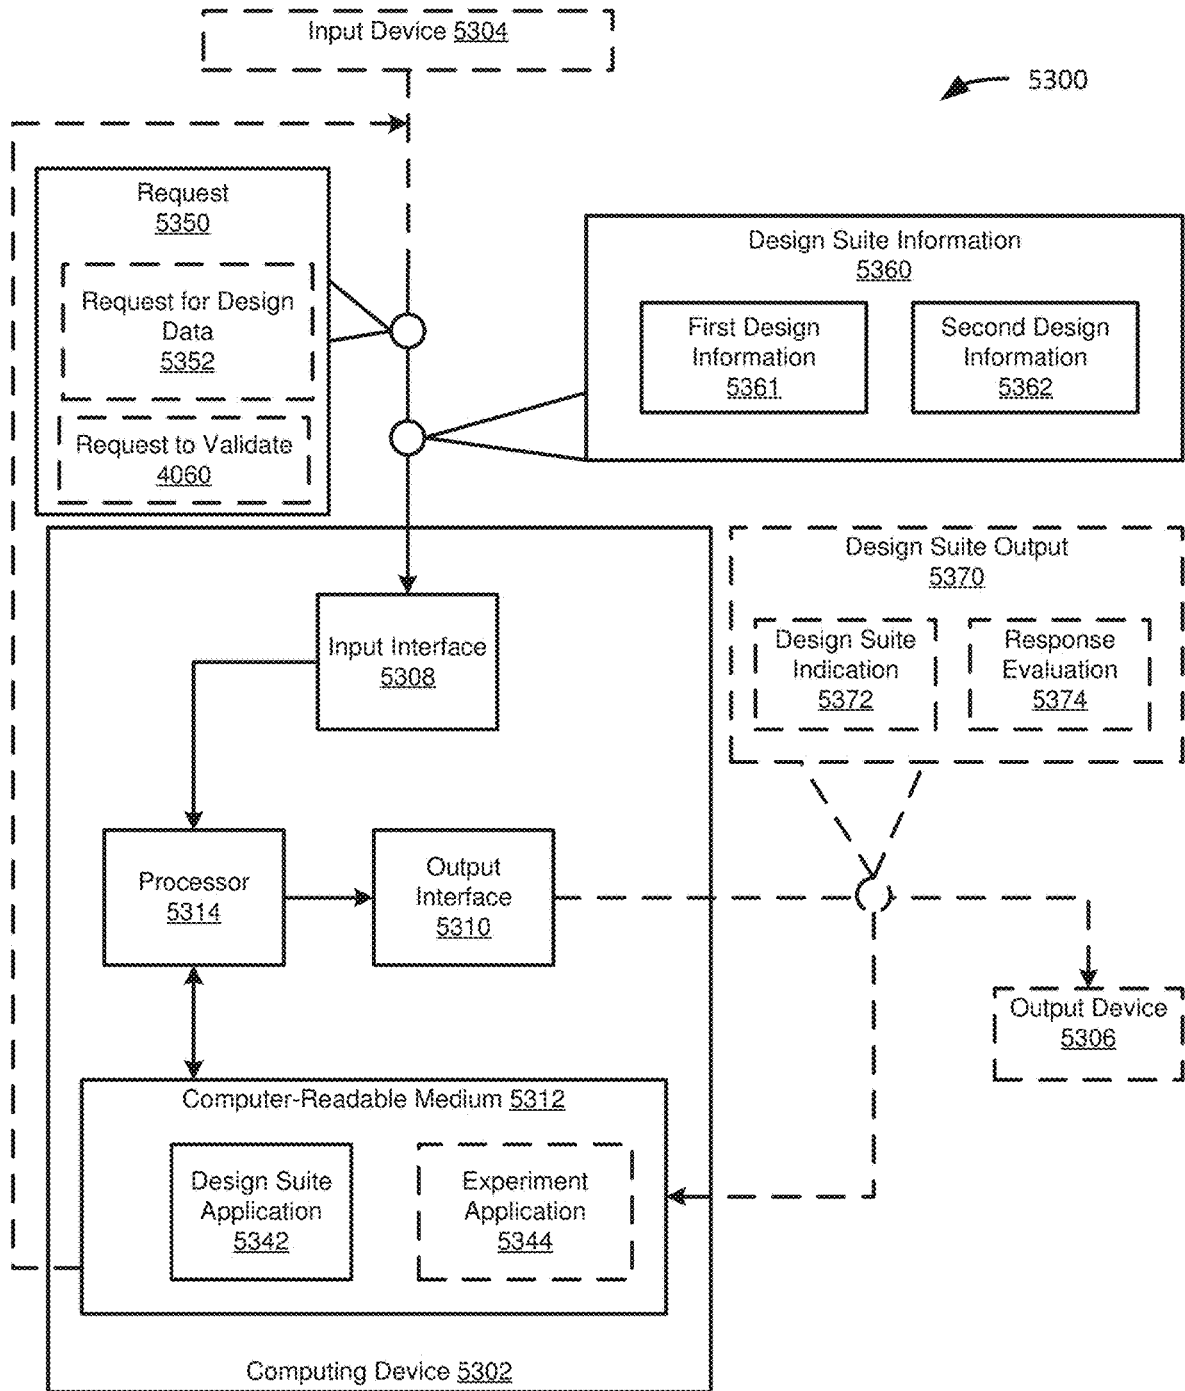 Input Device 5304
5300
Request
5350
Request for Design
Data
5352
Request to Validate
4060
Design Suite Information
5360
First Design
Information
5361
Second Design
Information
5362
Design Suite Output
5370
Design Suite
Indication
5372
Response
Evaluation
5374
Input Interface
5308
Processor
5314
Output
Interface
5310
Output Device
5306
Computer-Readable Medium 5312
Design Suite
Application
5342
Experiment
Application
5344
Computing Device 5302